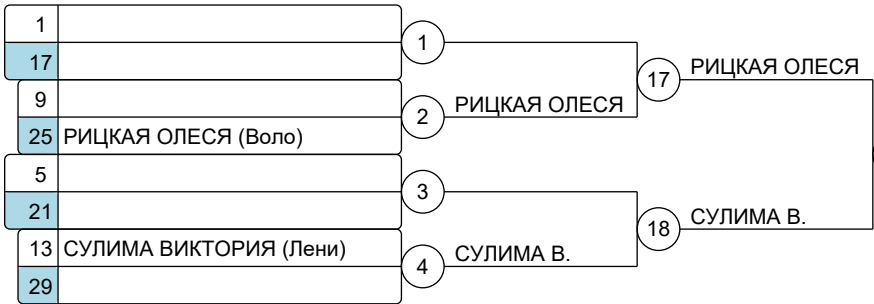 1
1
17
17 РИЦКАЯ ОЛЕСЯ
9
2 РИЦКАЯ ОЛЕСЯ
25 РИЦКАЯ ОЛЕСЯ (Воло)
5
3
21
18 СУЛИМА В.
13 СУЛИМА ВИКТОРИЯ (Лени)
4 СУЛИМА В.
29